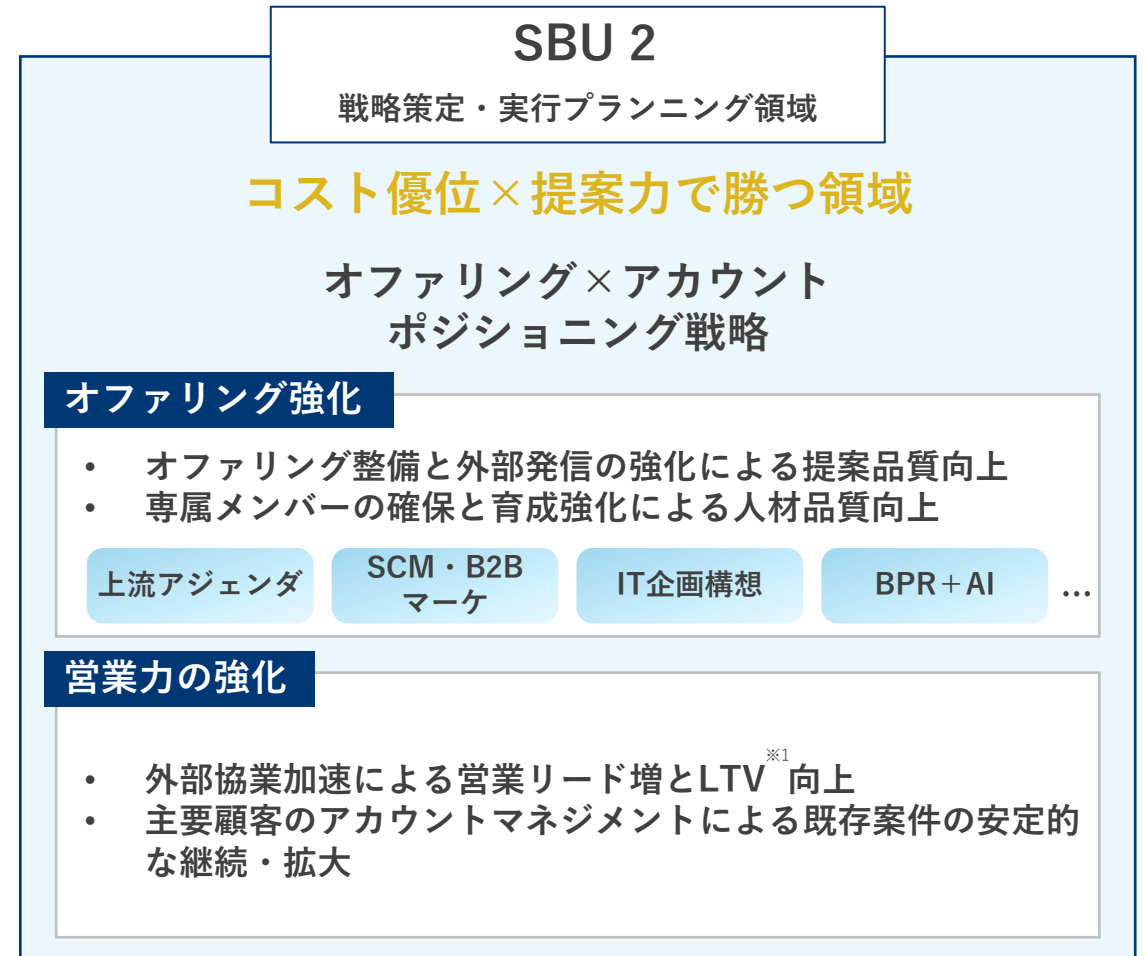 SBU 2
戦略策定・実行プランニング領域
コスト優位×提案力で勝つ領域
オファリング×アカウント
ポジショニング戦略
オファリング強化
• オファリング整備と外部発信の強化による提案品質向上
• 専属メンバーの確保と育成強化による人材品質向上
上流アジェンダ
SCM・B2B
マーケ
IT企画構想
BPR＋AI
…
営業力の強化
• 外部協業加速による営業リード増とLTV※1向上
• 主要顧客のアカウントマネジメントによる既存案件の安定的
な継続・拡大